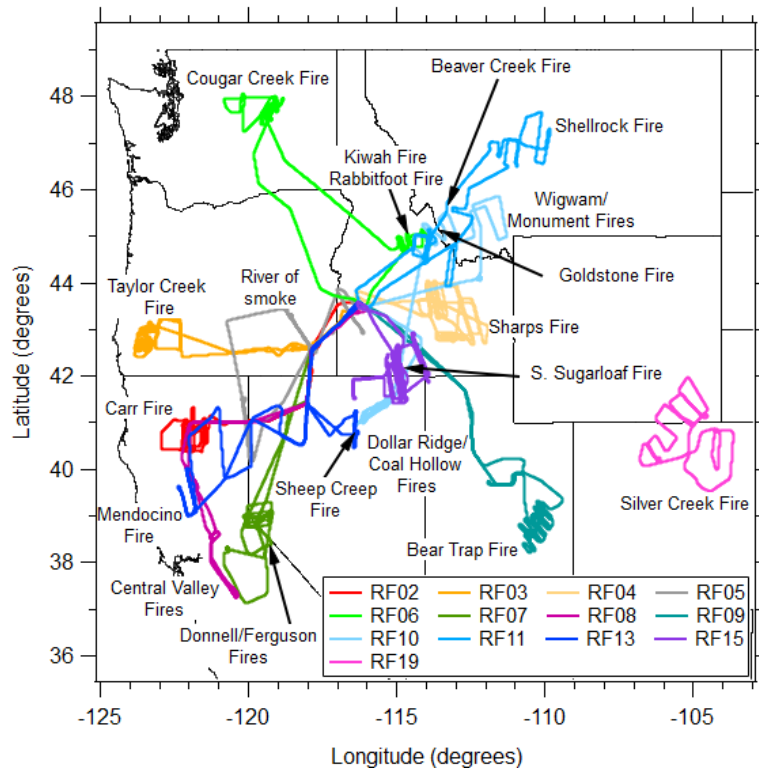 Cougar Creek Fire
Beaver Creek Fire
Shellrock Fire
Kiwah Fire
Rabbitfoot Fire
Wigwam/
Monument Fires
Goldstone Fire
Taylor Creek
Fire
River of
smoke
Sharps Fire
S. Sugarloaf Fire
Carr Fire
Dollar Ridge/
Coal Hollow
Fires
Sheep Creep
Fire
Silver Creek Fire
Mendocino
Fire
Bear Trap Fire
Central Valley
Fires
Donnell/Ferguson
Fires
RF02 RF03 RF04 RF05
RF06 RF07 RF08 RF09
RF10 RF11 RF13 RF15
RF19
48
46
44
42
40
38
36
Latitude (degrees)
-125 -120 -115 -110 -105
Longitude (degrees)